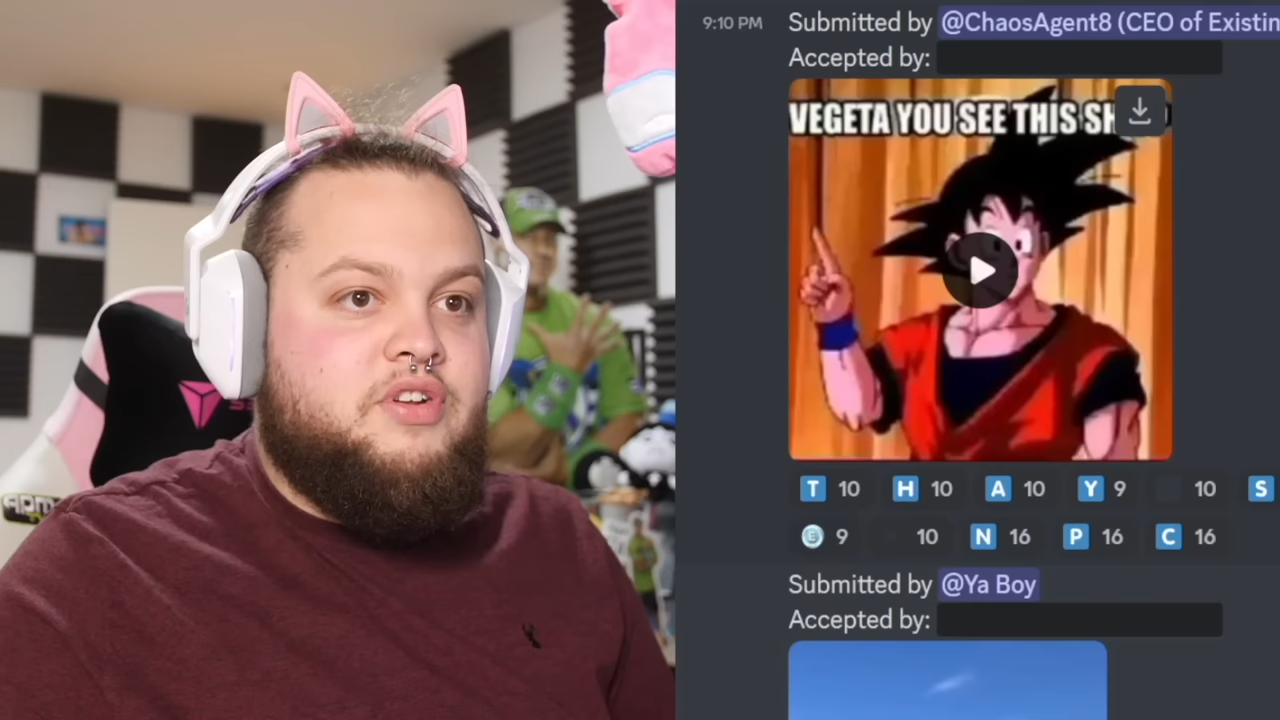 9:10 PM
Submitted by @ChaosAgent8 (CEO of Existin
Accepted by:
VEGETA YOU SEE THIS SH
T 10 H 10 A 10 Y 9 10 S
E 9 10 N 16 P 16 C 16
Submitted by @Ya Boy
Accepted by: